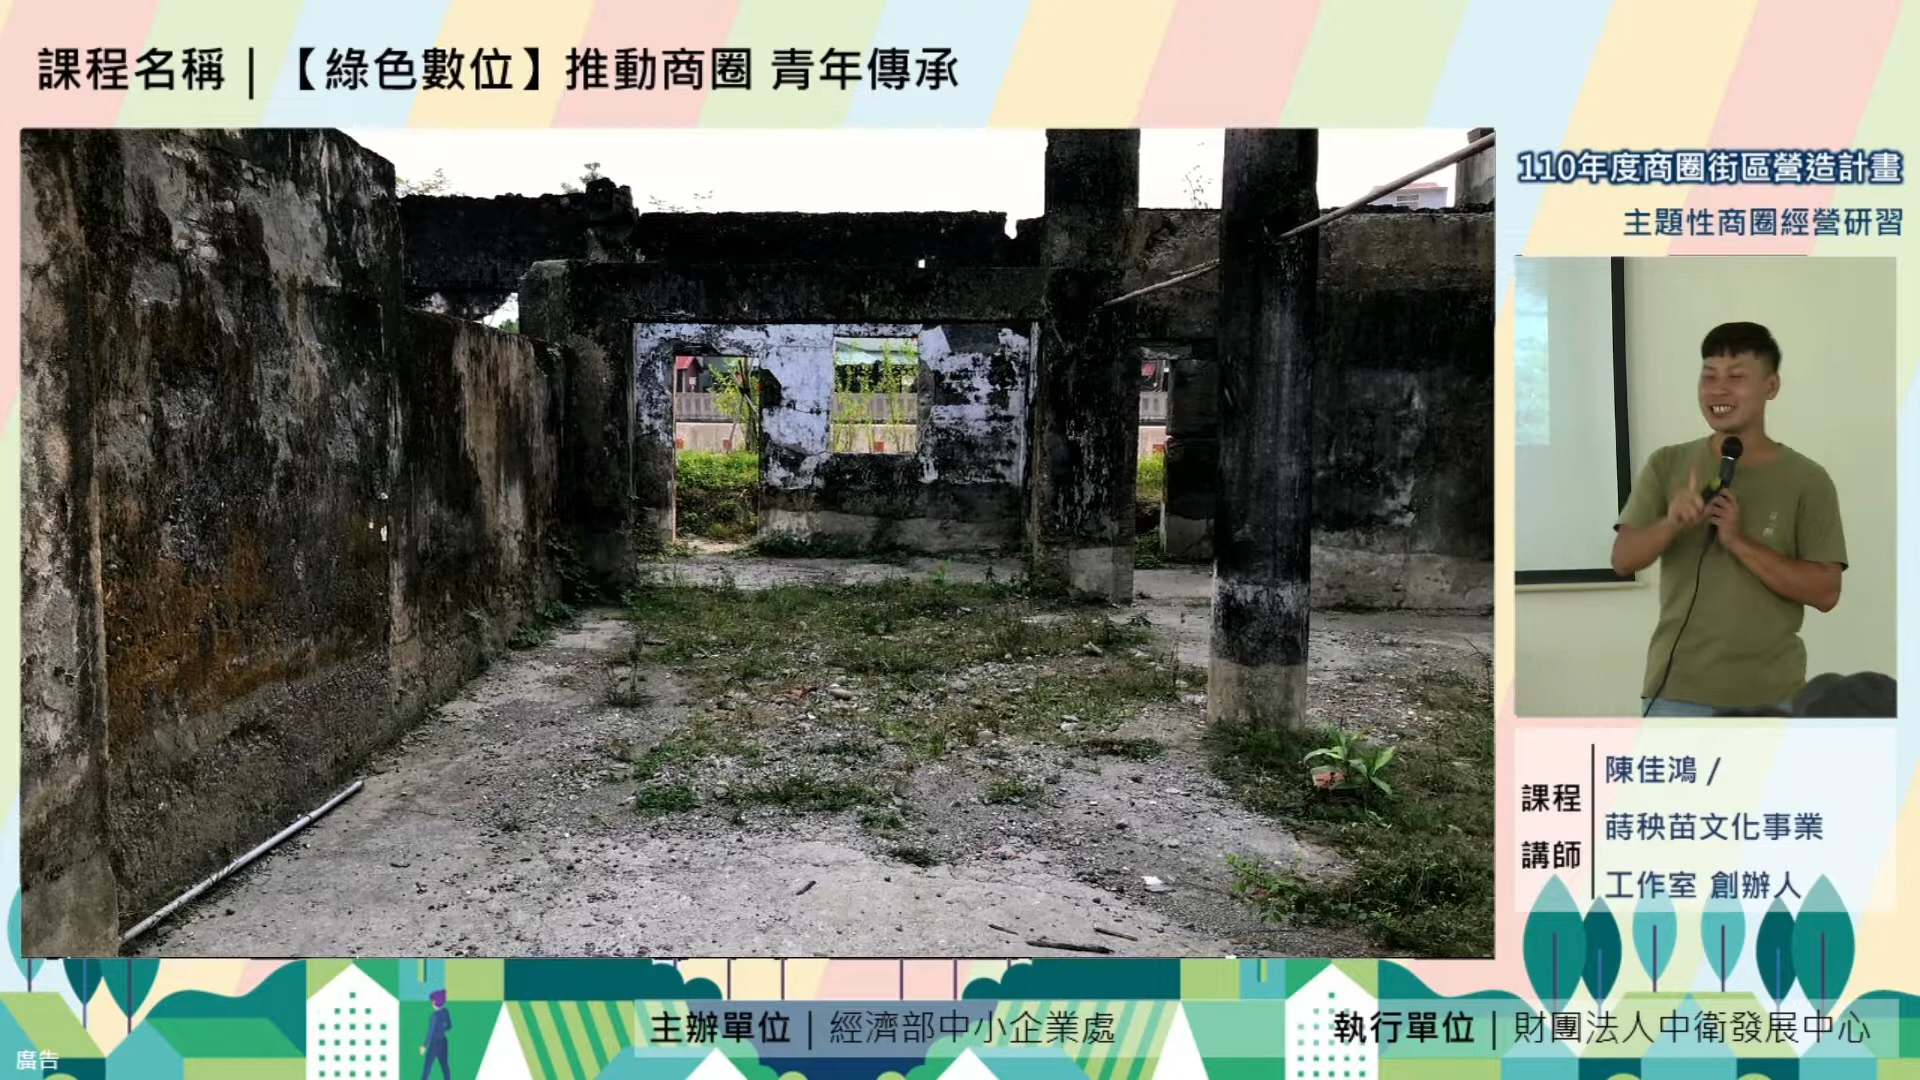 課程名稱｜【綠色數位】推動商圈 青年傳承
110年度商圈街區營造計畫
主題性商圈經營研習
課程
講師
陳佳鴻 /
蒔秧苗文化事業
工作室 創辦人
主辦單位｜經濟部中小企業處
執行單位｜財團法人中衛發展中心
廣告